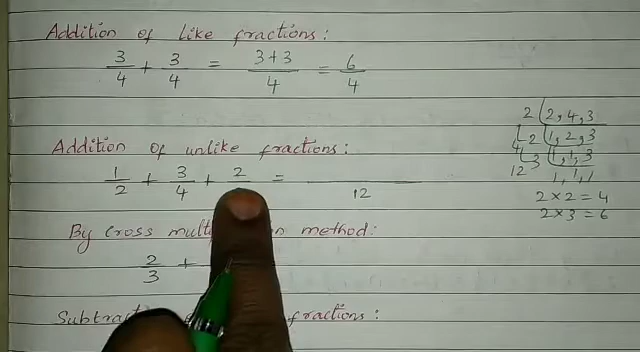 Addition of like fractions:
3/4 + 3/4 = 3+3/4 = 6/4
2 | 2, 4, 3
2 | 1, 2, 3
4 3 | 1, 1, 3
12 1, 1, 1
Addition of unlike fractions:
1/2 + 3/4 + 2 = 12
2×2=4
2×3=6
By cross method:
2/3 +
fractions: